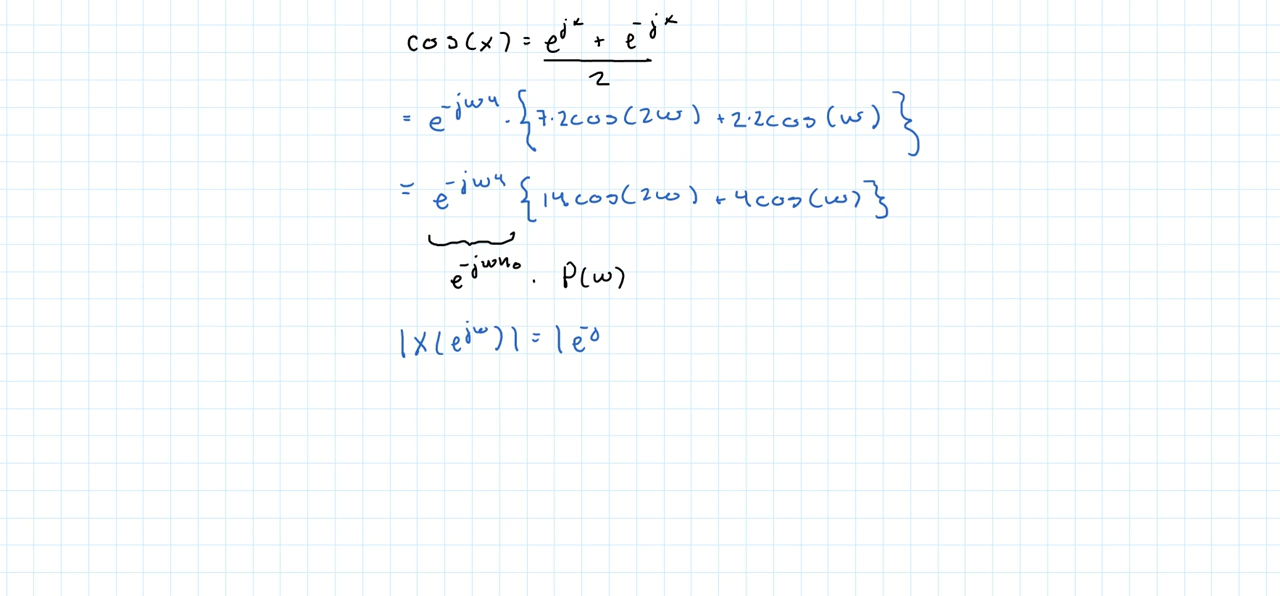 cos(x) = (e^{jx} + e^{-jx})/2
= e^{-jω4} · {7·2cos(2ω) + 2·2cos(ω)}
= e^{-jω4} {14cos(2ω) + 4cos(ω)}
e^{-jωn₀} · P(ω)
|X(e^{jω})| = |e^{-j